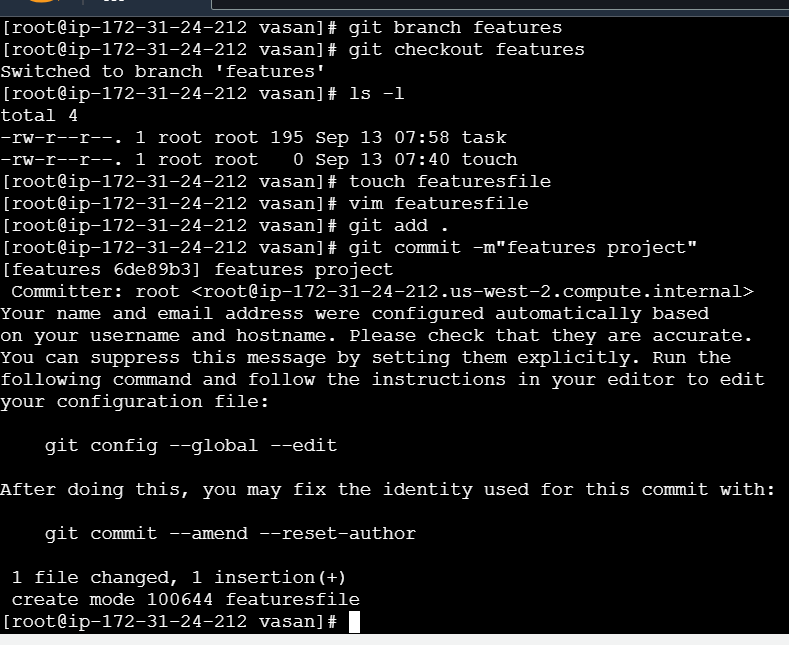 [root@ip-172-31-24-212 vasan]# git branch features
[root@ip-172-31-24-212 vasan]# git checkout features
Switched to branch 'features'
[root@ip-172-31-24-212 vasan]# ls -l
total 4
-rw-r--r--. 1 root root 195 Sep 13 07:58 task
-rw-r--r--. 1 root root   0 Sep 13 07:40 touch
[root@ip-172-31-24-212 vasan]# touch featuresfile
[root@ip-172-31-24-212 vasan]# vim featuresfile
[root@ip-172-31-24-212 vasan]# git add .
[root@ip-172-31-24-212 vasan]# git commit -m"features project"
[features 6de89b3] features project
 Committer: root <root@ip-172-31-24-212.us-west-2.compute.internal>
Your name and email address were configured automatically based
on your username and hostname. Please check that they are accurate.
You can suppress this message by setting them explicitly. Run the
following command and follow the instructions in your editor to edit
your configuration file:
    git config --global --edit
After doing this, you may fix the identity used for this commit with:
    git commit --amend --reset-author
 1 file changed, 1 insertion(+)
 create mode 100644 featuresfile
[root@ip-172-31-24-212 vasan]#